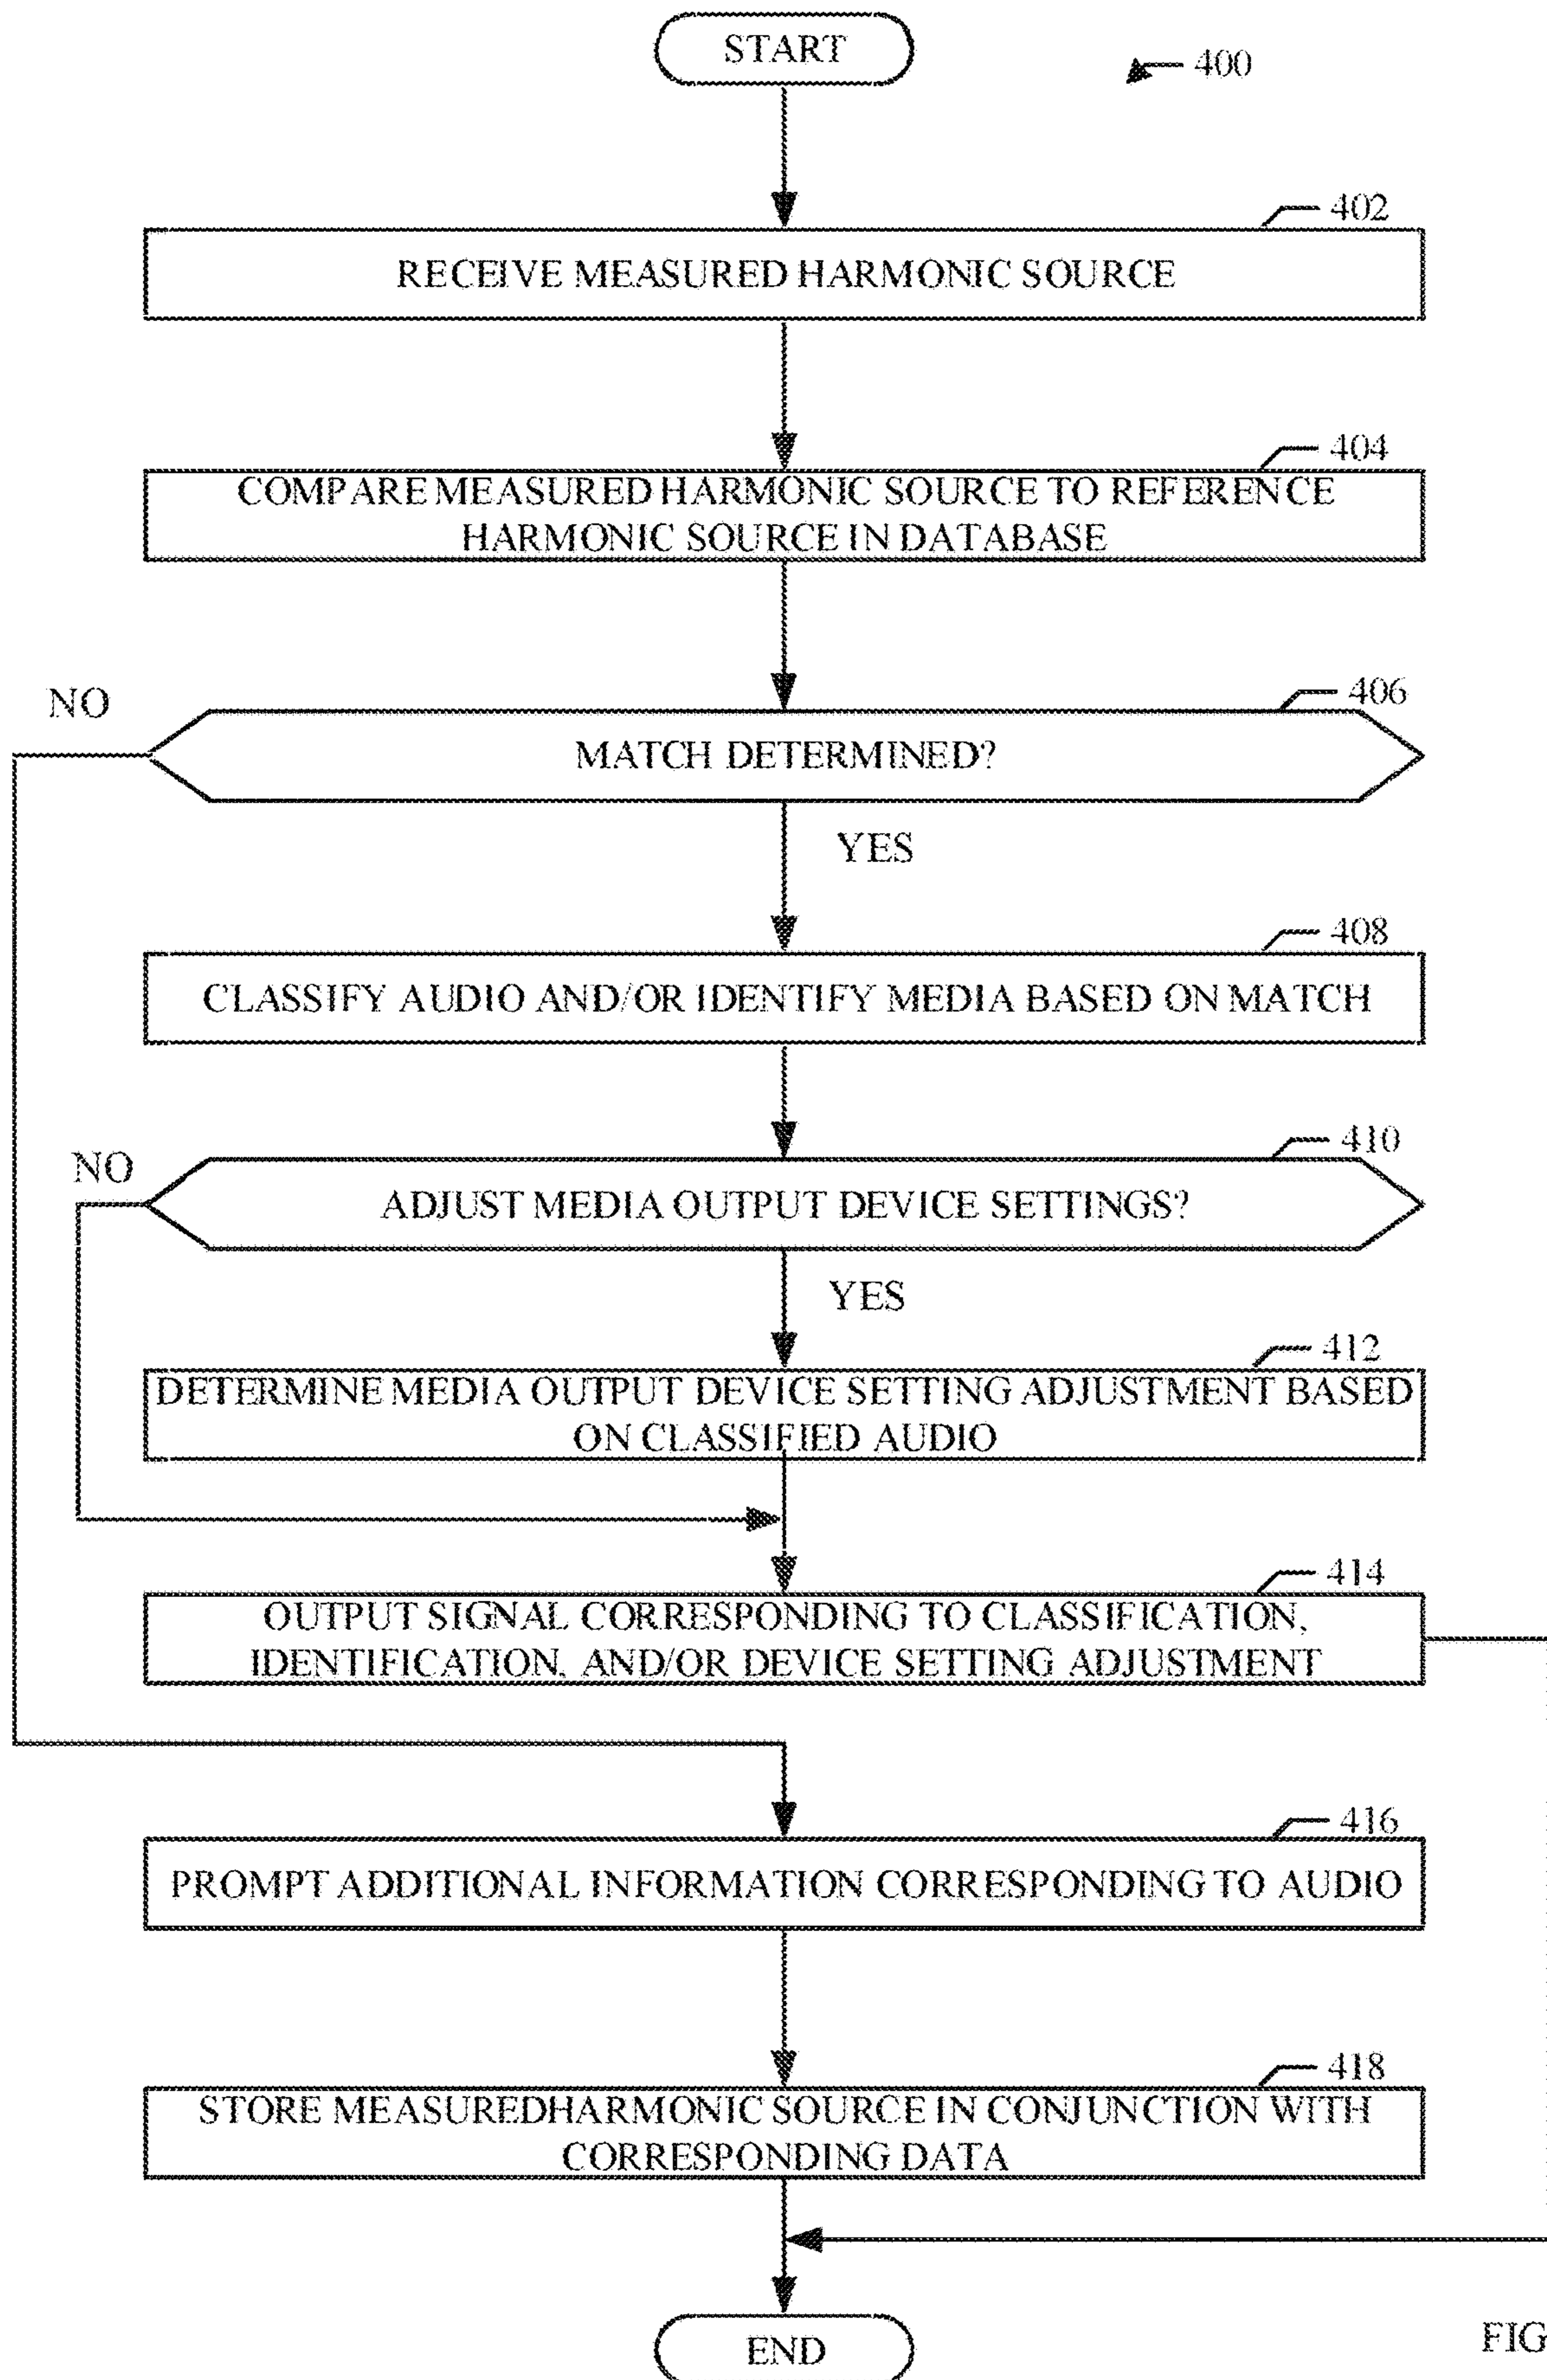 START
400
402
RECEIVE MEASURED HARMONIC SOURCE
404
COMPARE MEASURED HARMONIC SOURCE TO REFERENCE
HARMONIC SOURCE IN DATABASE
NO
406
MATCH DETERMINED?
YES
408
CLASSIFY AUDIO AND/OR IDENTIFY MEDIA BASED ON MATCH
NO
410
ADJUST MEDIA OUTPUT DEVICE SETTINGS?
YES
412
DETERMINE MEDIA OUTPUT DEVICE SETTING ADJUSTMENT BASED
ON CLASSIFIED AUDIO
414
OUTPUT SIGNAL CORRESPONDING TO CLASSIFICATION,
IDENTIFICATION, AND/OR DEVICE SETTING ADJUSTMENT
416
PROMPT ADDITIONAL INFORMATION CORRESPONDING TO AUDIO
418
STORE MEASUREDHARMONIC SOURCE IN CONJUNCTION WITH
CORRESPONDING DATA
END
FIG